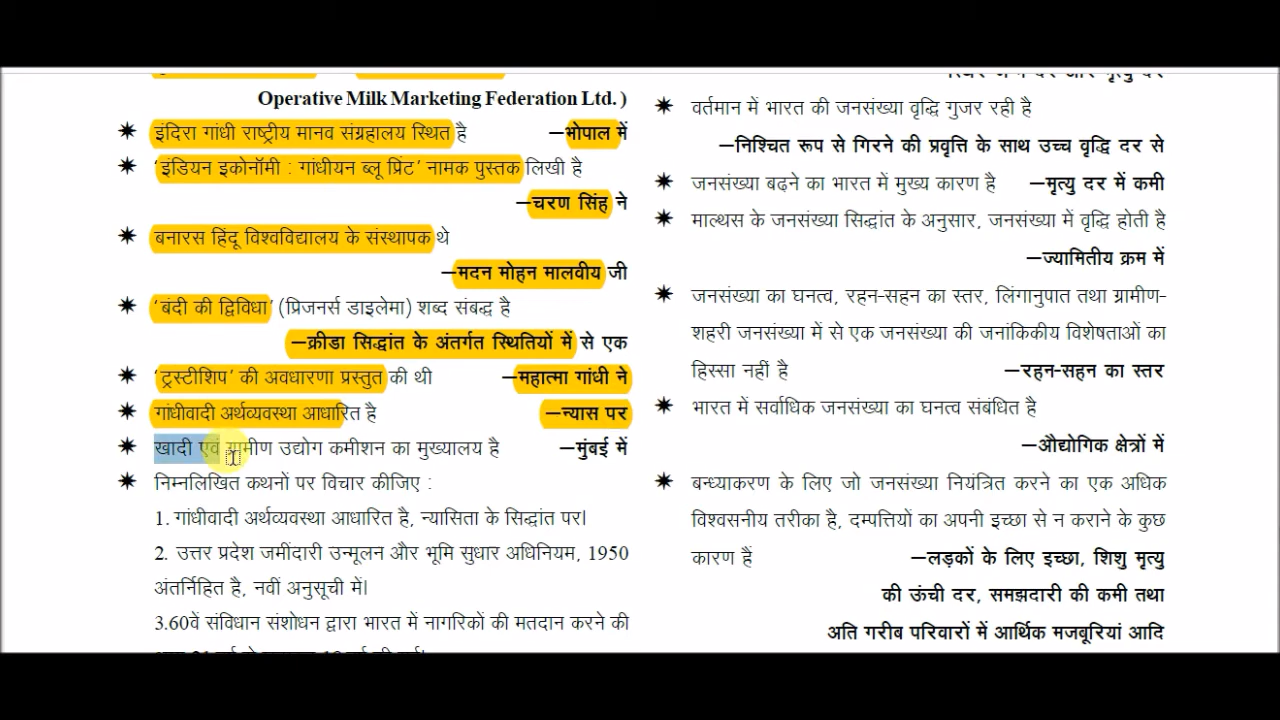 Operative Milk Marketing Federation Ltd. )
✷ इंदिरा गांधी राष्ट्रीय मानव संग्रहालय स्थित है —भोपाल में
✷ 'इंडियन इकोनॉमी : गांधीयन ब्लू प्रिंट' नामक पुस्तक लिखी है
—चरण सिंह ने
✷ बनारस हिंदू विश्वविद्यालय के संस्थापक थे
—मदन मोहन मालवीय जी
✷ 'बंदी की द्विविधा' (प्रिजनर्स डाइलेमा) शब्द संबद्ध है
—क्रीडा सिद्धांत के अंतर्गत स्थितियों में से एक
✷ 'ट्रस्टीशिप' की अवधारणा प्रस्तुत की थी —महात्मा गांधी ने
✷ गांधीवादी अर्थव्यवस्था आधारित है —न्यास पर
✷ खादी एवं ग्रामीण उद्योग कमीशन का मुख्यालय है —मुंबई में
✷ निम्नलिखित कथनों पर विचार कीजिए :
1. गांधीवादी अर्थव्यवस्था आधारित है, न्यासिता के सिद्धांत पर।
2. उत्तर प्रदेश जमींदारी उन्मूलन और भूमि सुधार अधिनियम, 1950
अंतर्निहित है, नवीं अनुसूची में।
3.60वें संविधान संशोधन द्वारा भारत में नागरिकों की मतदान करने की
✷ वर्तमान में भारत की जनसंख्या वृद्धि गुजर रही है
—निश्चित रूप से गिरने की प्रवृत्ति के साथ उच्च वृद्धि दर से
✷ जनसंख्या बढ़ने का भारत में मुख्य कारण है —मृत्यु दर में कमी
✷ माल्थस के जनसंख्या सिद्धांत के अनुसार, जनसंख्या में वृद्धि होती है
—ज्यामितीय क्रम में
✷ जनसंख्या का घनत्व, रहन-सहन का स्तर, लिंगानुपात तथा ग्रामीण-
शहरी जनसंख्या में से एक जनसंख्या की जनांकिकीय विशेषताओं का
हिस्सा नहीं है —रहन-सहन का स्तर
✷ भारत में सर्वाधिक जनसंख्या का घनत्व संबंधित है
—औद्योगिक क्षेत्रों में
✷ बन्ध्याकरण के लिए जो जनसंख्या नियंत्रित करने का एक अधिक
विश्वसनीय तरीका है, दम्पत्तियों का अपनी इच्छा से न कराने के कुछ
कारण हैं —लड़कों के लिए इच्छा, शिशु मृत्यु
की ऊंची दर, समझदारी की कमी तथा
अति गरीब परिवारों में आर्थिक मजबूरियां आदि